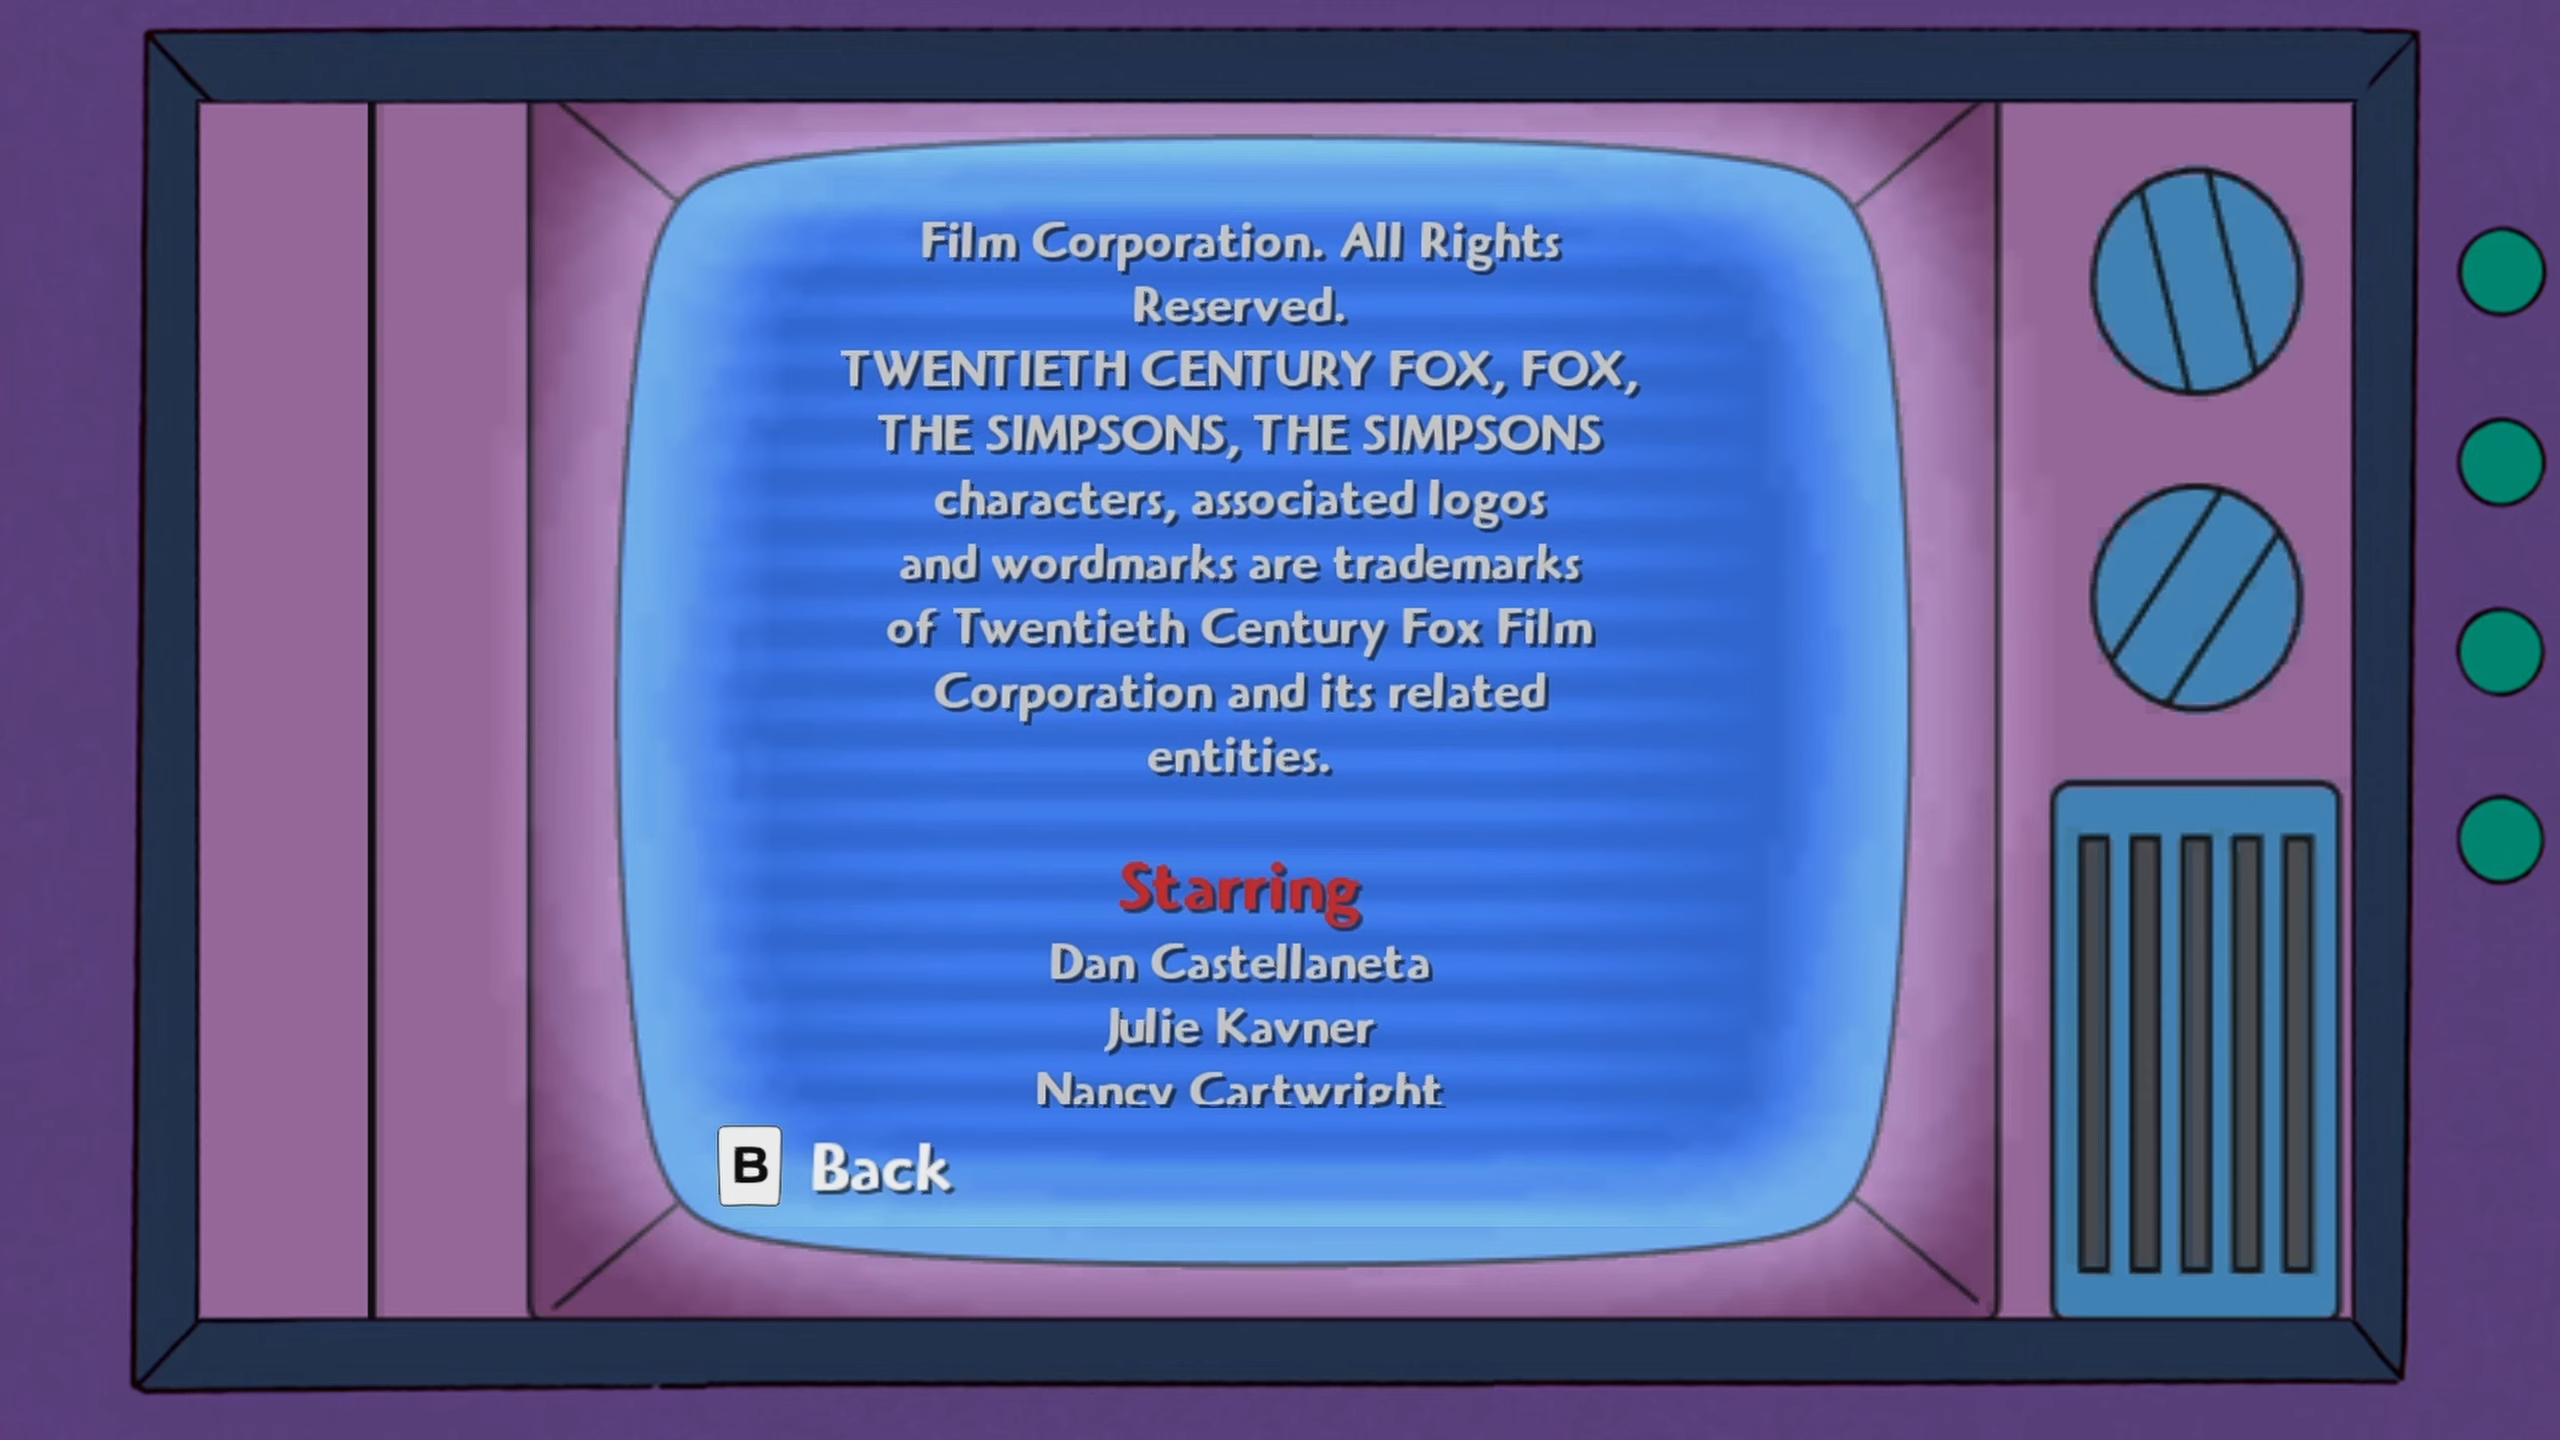 Film Corporation. All Rights
Reserved.
TWENTIETH CENTURY FOX, FOX,
THE SIMPSONS, THE SIMPSONS
characters, associated logos
and wordmarks are trademarks
of Twentieth Century Fox Film
Corporation and its related
entities.
Starring
Dan Castellaneta
Julie Kavner
Nancy Cartwright
B Back